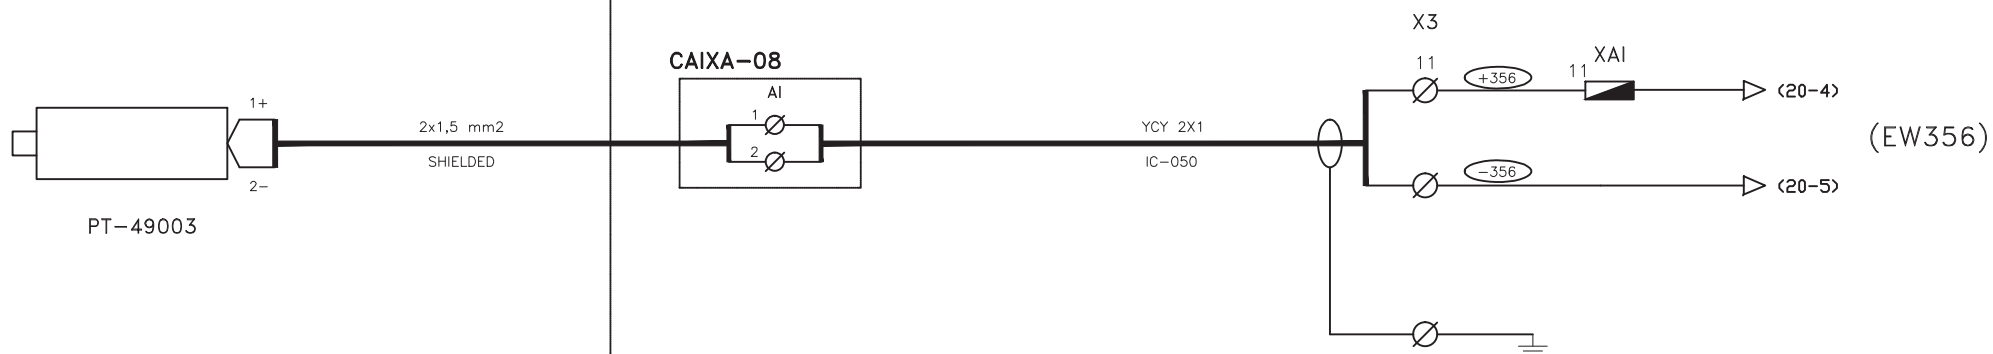 X3
CAIXA-08
11
+356
11
XAI
(20-4)
AI
1+
1
2x1,5 mm2
YCY 2X1
(EW356)
SHIELDED
2
IC-050
-356
(20-5)
2-
PT-49003